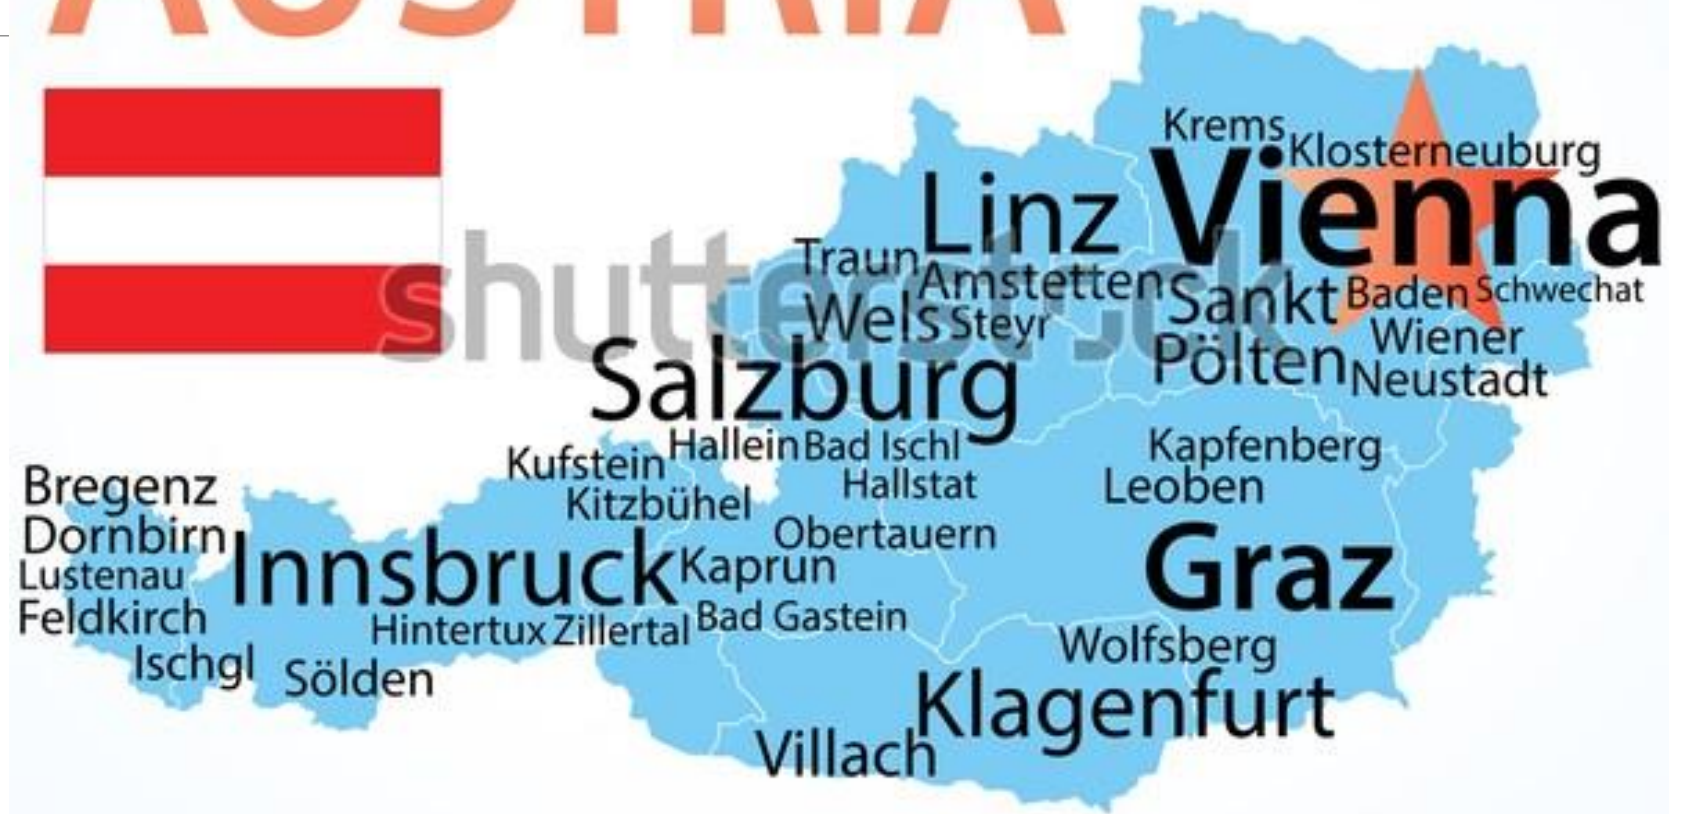 AUSTRIA
Krems
Klosterneuburg
Vienna
Linz
Traun
Amstetten
Sankt
Pölten
Baden
Schwechat
Wels
Steyr
Wiener
Neustadt
shutterstock
Salzburg
Hallein
Bad Ischl
Kapfenberg
Kufstein
Hallstat
Leoben
Bregenz
Kitzbühel
Dornbirn
Obertauern
Innsbruck
Kaprun
Graz
Lustenau
Feldkirch
Hintertux
Zillertal
Bad Gastein
Wolfsberg
Ischgl
Sölden
Klagenfurt
Villach